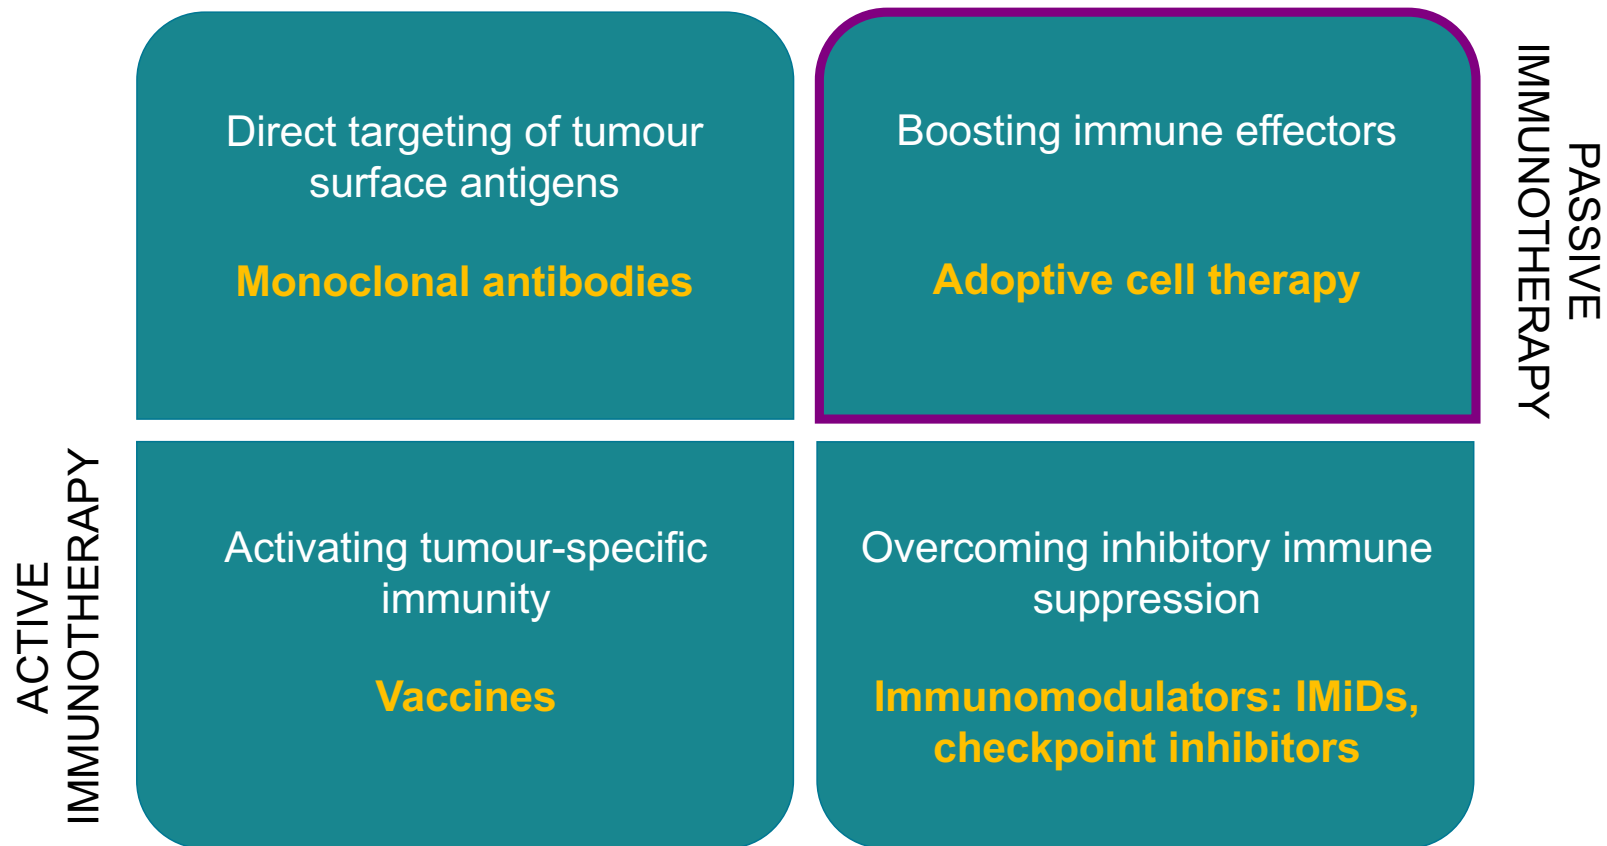 Direct targeting of tumour
surface antigens
Monoclonal antibodies
Boosting immune effectors
Adoptive cell therapy
PASSIVE
IMMUNOTHERAPY
ACTIVE
IMMUNOTHERAPY
Activating tumour-specific
immunity
Vaccines
Overcoming inhibitory immune
suppression
Immunomodulators: IMiDs,
checkpoint inhibitors